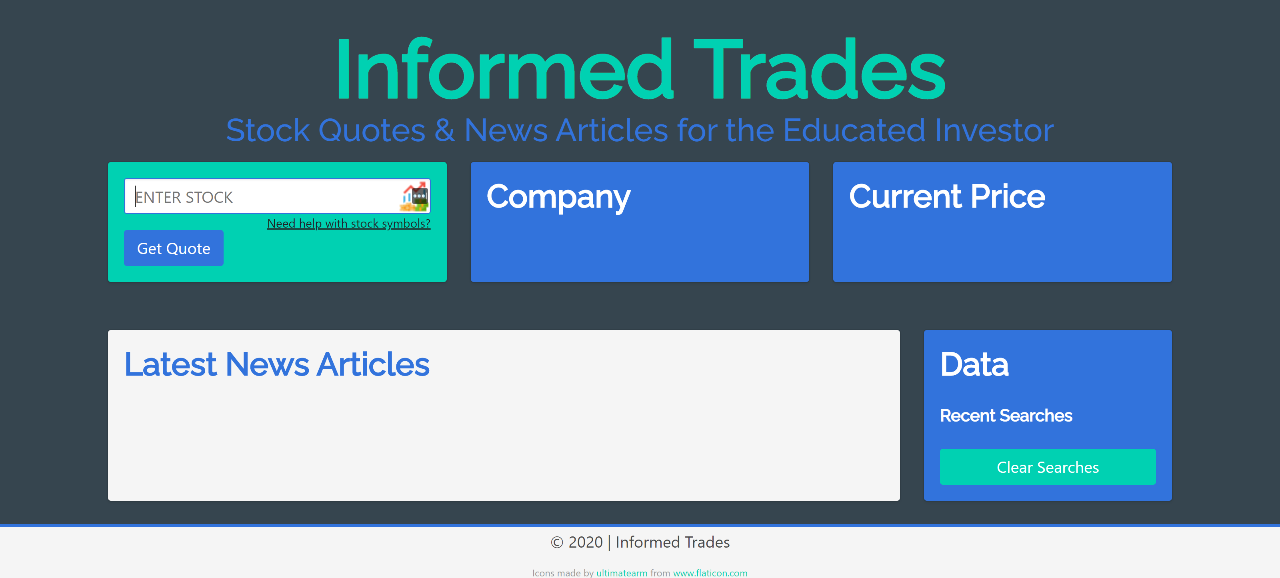 Informed Trades
Stock Quotes & News Articles for the Educated Investor
ENTER STOCK
Need help with stock symbols?
Get Quote
Company
Current Price
Latest News Articles
Data
Recent Searches
Clear Searches
© 2020 | Informed Trades
Icons made by ultimatearm from www.flaticon.com